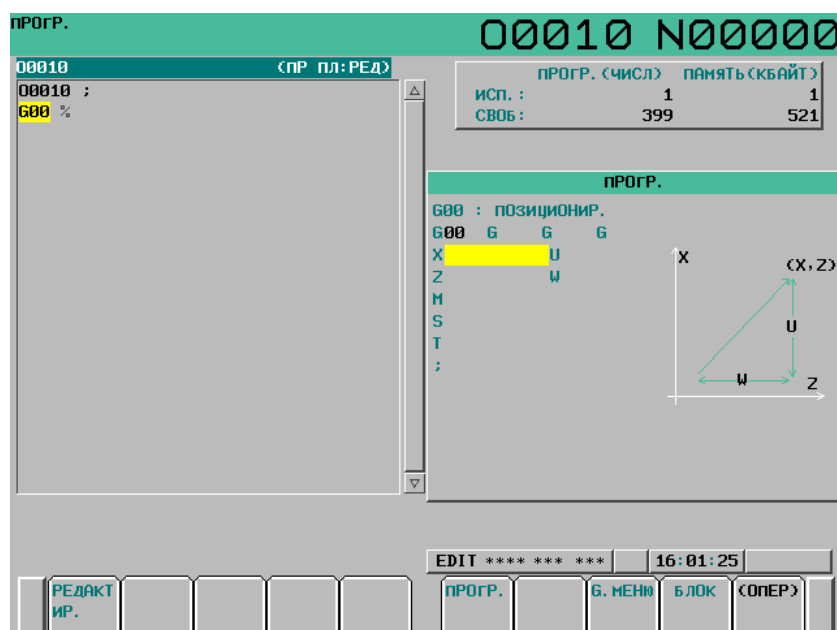 ПРОГР.
O0010 N00000
O0010 (ПР ПЛ:РЕД)
O0010 ;
G00 %
ПРОГР.(ЧИСЛ) ПАМЯТЬ(КБАЙТ)
ИСП.: 1 1
СВОБ: 399 521
ПРОГР.
G00 : ПОЗИЦИОНИР.
G00 G G G
X U
Z W
M
S
T
;
X
(X,Z)
U
W
Z
EDIT **** *** *** 16:01:25
РЕДАКТ
ИР.
ПРОГР. G.МЕНЮ БЛОК (ОПЕР)